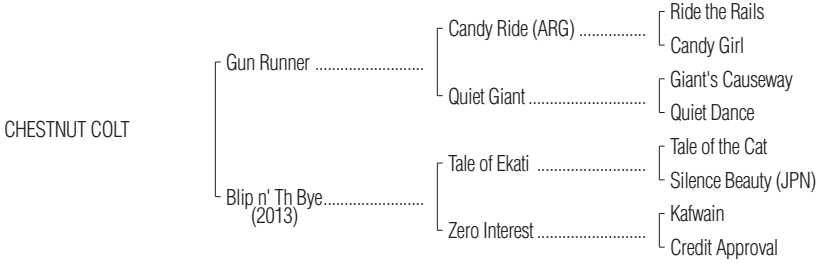 Ride the Rails
Candy Ride (ARG) ................
Candy Girl
Gun Runner ..........................
Giant's Causeway
Quiet Giant ............................
Quiet Dance
CHESTNUT COLT
Tale of the Cat
Tale of Ekati ..........................
Silence Beauty (JPN)
Blip n' Th Bye........................
(2013)
Kafwain
Zero Interest ..........................
Credit Approval